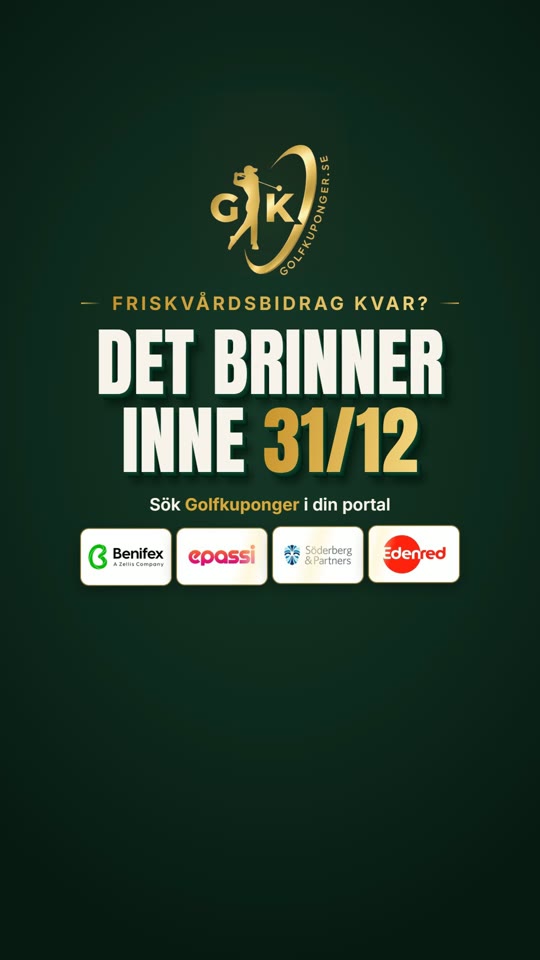 GK
GOLFKUPONGER.SE
FRISKVÅRDSBIDRAG KVAR?
DET BRINNER
INNE 31/12
Sök Golfkuponger i din portal
Benifex
A Zellis Company
epassi
Söderberg
& Partners
Edenred